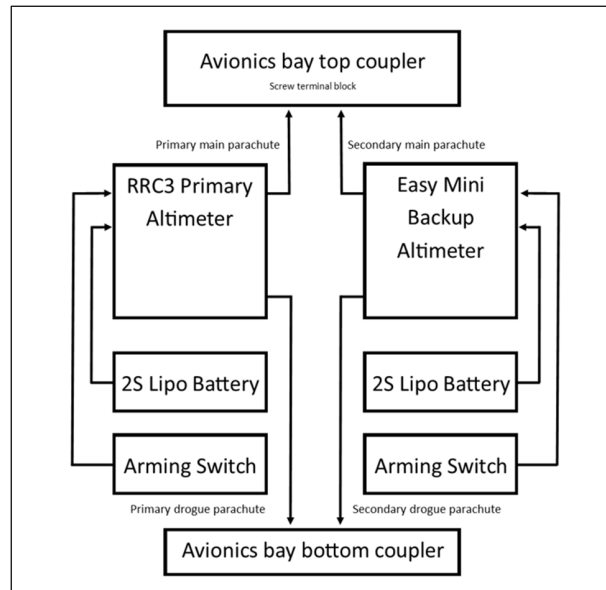 Avionics bay top coupler
Screw terminal block
Primary main parachute
Secondary main parachute
RRC3 Primary
Altimeter
Easy Mini
Backup
Altimeter
2S Lipo Battery
2S Lipo Battery
Arming Switch
Arming Switch
Primary drogue parachute
Secondary drogue parachute
Avionics bay bottom coupler